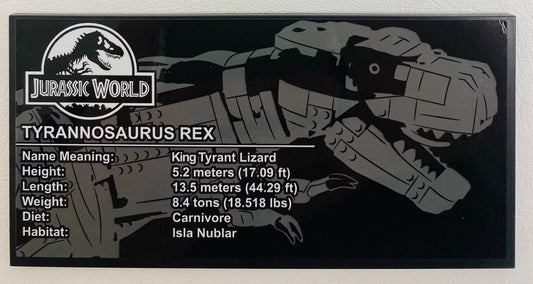 JURASSIC WORLD
TYRANNOSAURUS REX
Name Meaning: King Tyrant Lizard
Height: 5.2 meters (17.09 ft)
Length: 13.5 meters (44.29 ft)
Weight: 8.4 tons (18.518 lbs)
Diet: Carnivore
Habitat: Isla Nublar